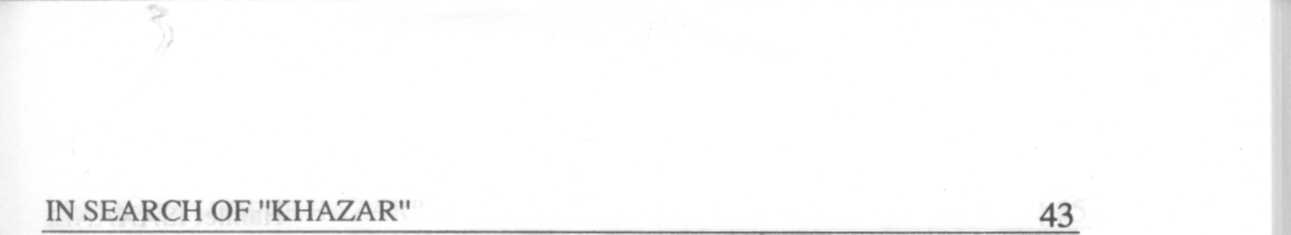 IN SEARCH OF "KHAZAR" 43